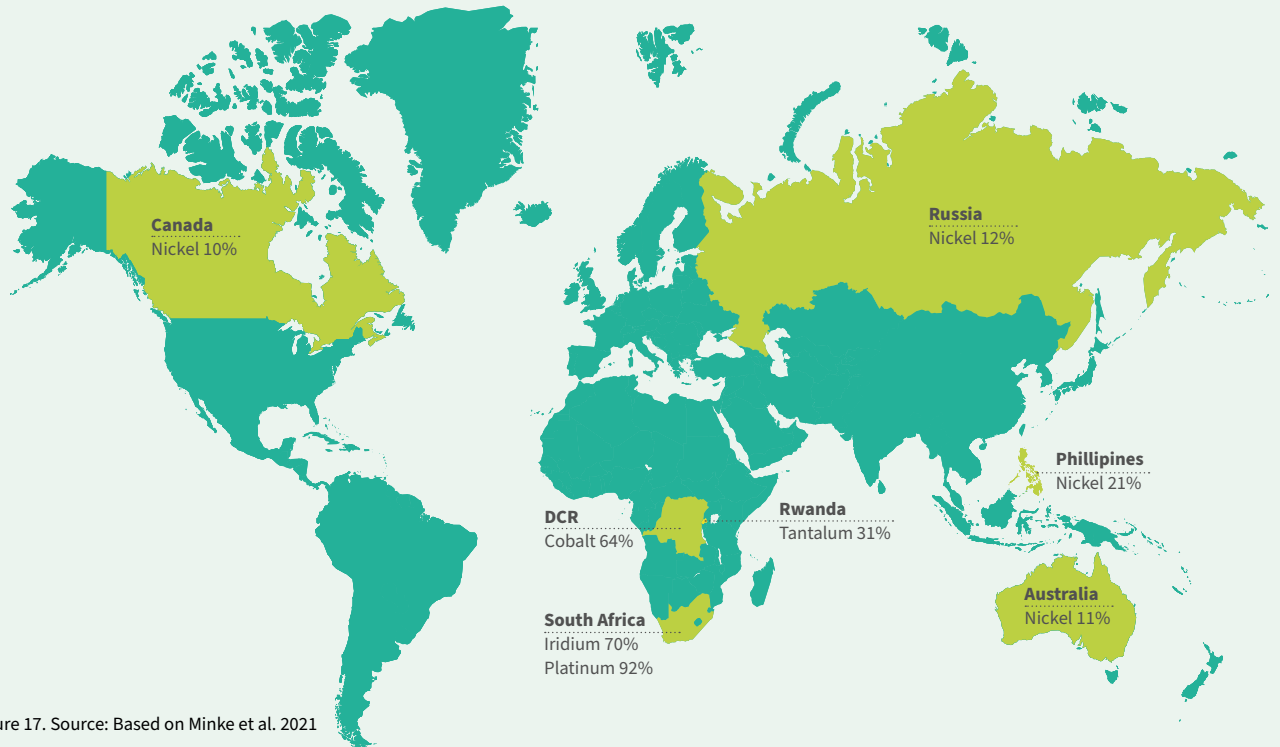 Canada
Nickel 10%
Russia
Nickel 12%
Phillipines
Nickel 21%
DCR
Cobalt 64%
Rwanda
Tantalum 31%
South Africa
Iridium 70%
Platinum 92%
Australia
Nickel 11%
ure 17. Source: Based on Minke et al. 2021